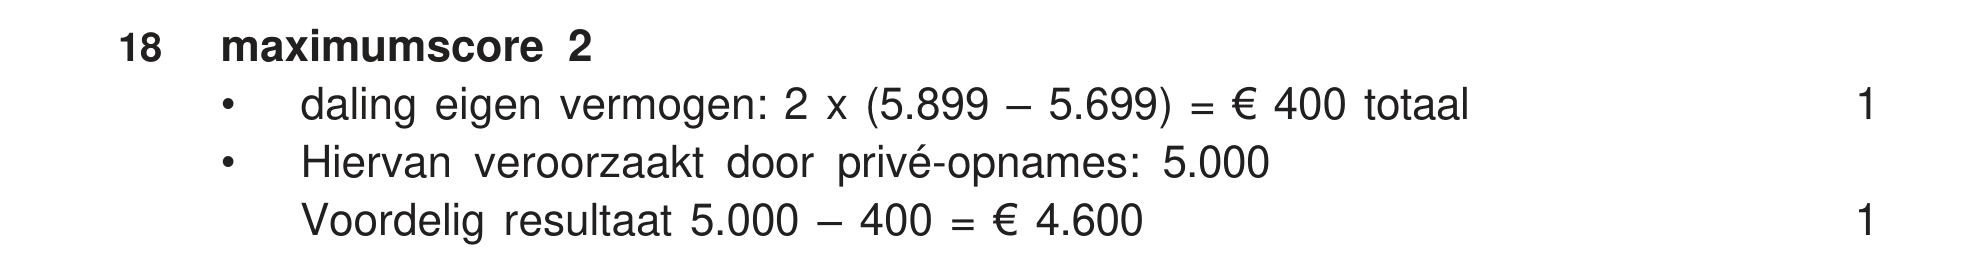 18 maximumscore 2
• daling eigen vermogen: 2 x (5.899 – 5.699) = € 400 totaal 1
• Hiervan veroorzaakt door privé-opnames: 5.000
Voordelig resultaat 5.000 – 400 = € 4.600 1